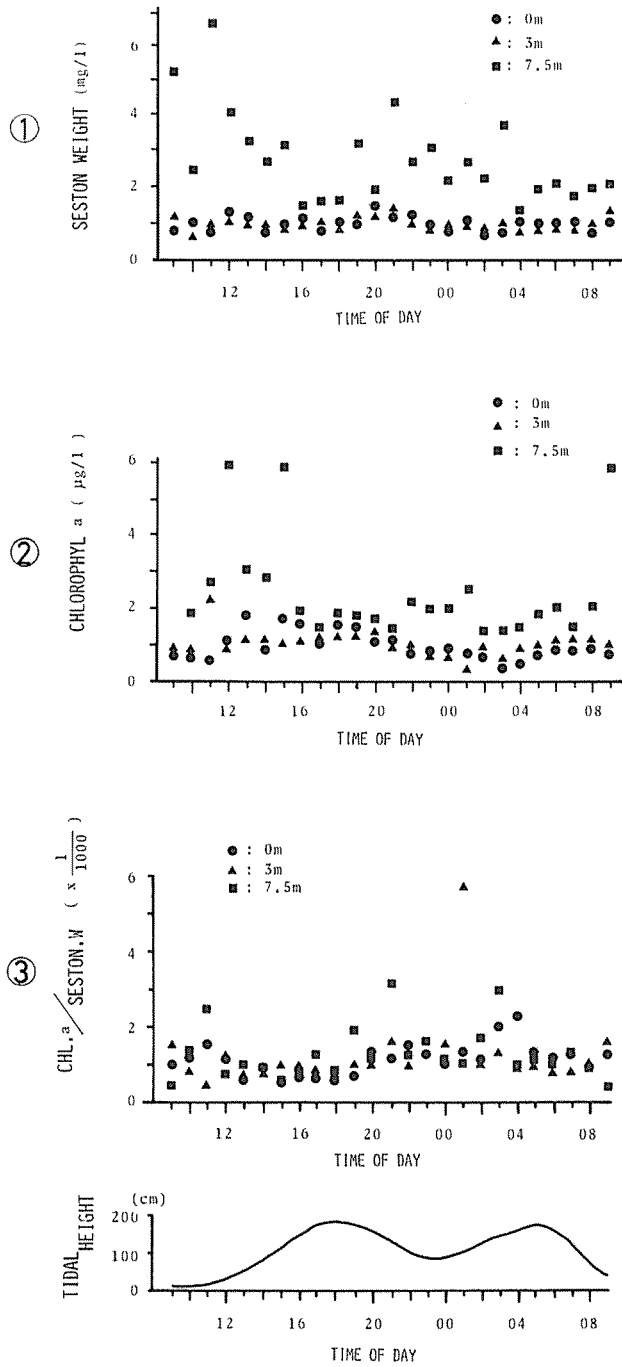 ①
SESTON WEIGHT (mg/l)
6
4
2
0
● : 0m
▲ : 3m
■ : 7.5m
12 16 20 00 04 08
TIME OF DAY
②
CHLOROPHYL a ( µg/l )
6
4
2
0
● : 0m
▲ : 3m
■ : 7.5m
12 16 20 00 04 08
TIME OF DAY
③
CHL.a / SESTON.W ( x 1/1000 )
6
4
2
0
● : 0m
▲ : 3m
■ : 7.5m
12 16 20 00 04 08
TIME OF DAY
TIDAL HEIGHT
(cm)
200
100
0
12 16 20 00 04 08
TIME OF DAY